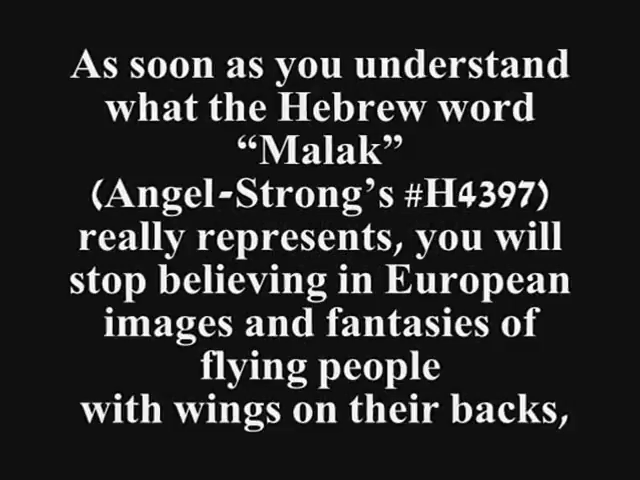 As soon as you understand
what the Hebrew word
“Malak”
(Angel-Strong’s #H4397)
really represents, you will
stop believing in European
images and fantasies of
flying people
with wings on their backs,